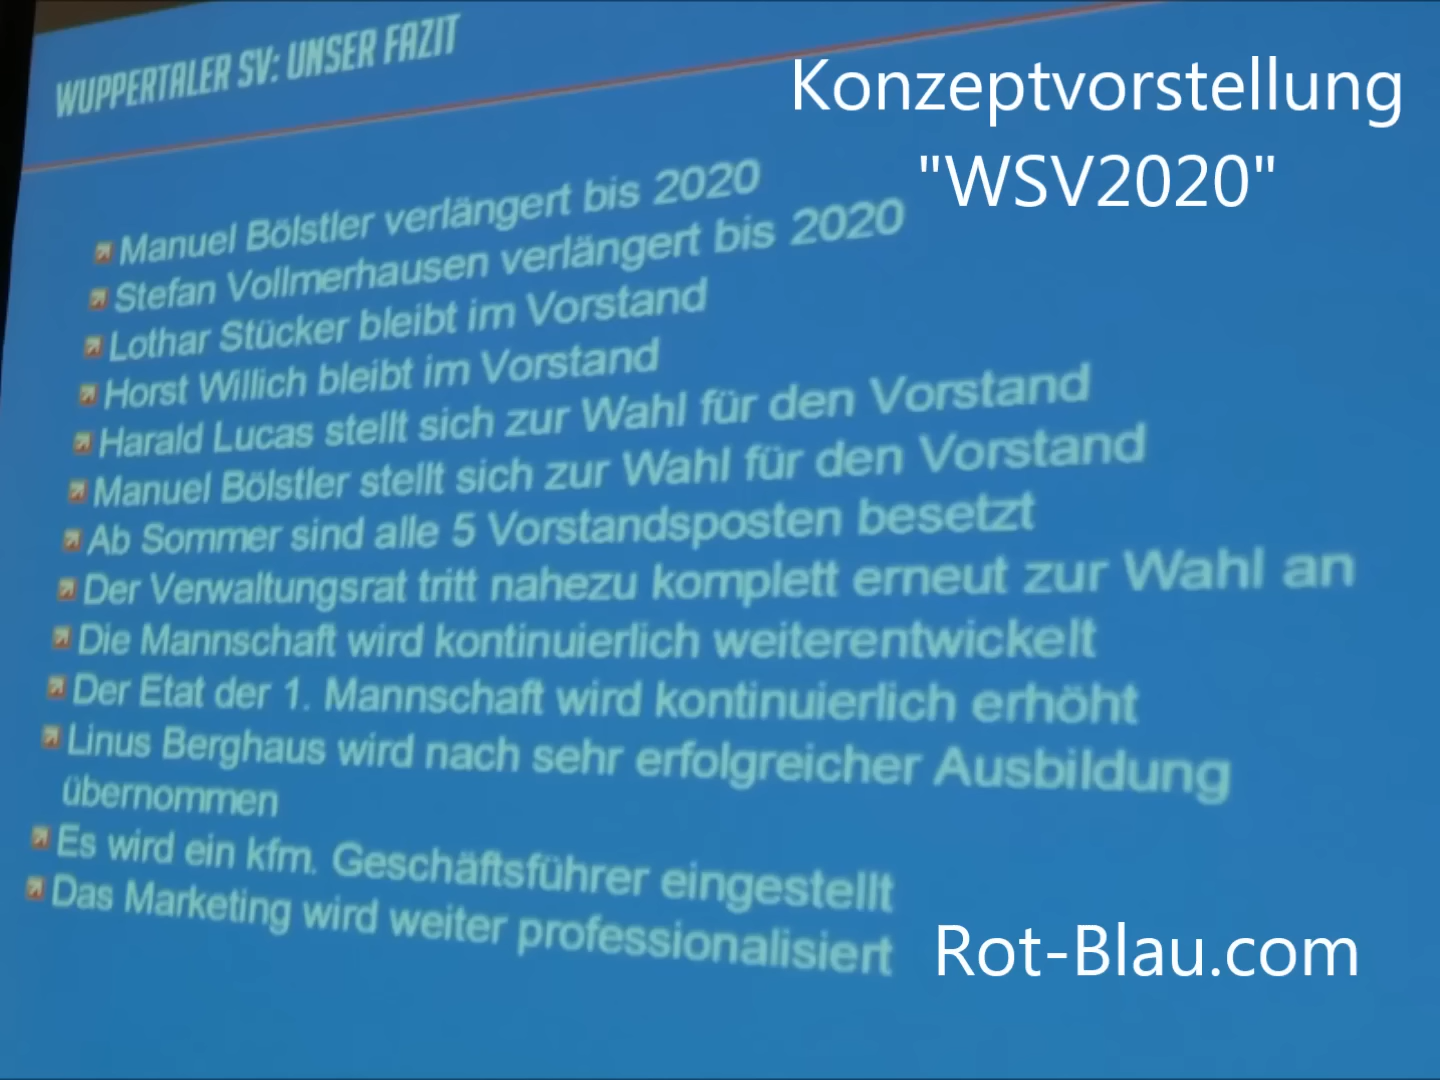 WUPPERTALER SV: UNSER FAZIT
Konzeptvorstellung
"WSV2020"
Manuel Bölstler verlängert bis 2020
Stefan Vollmerhausen verlängert bis 2020
Lothar Stücker bleibt im Vorstand
Horst Willich bleibt im Vorstand
Harald Lucas stellt sich zur Wahl für den Vorstand
Manuel Bölstler stellt sich zur Wahl für den Vorstand
Ab Sommer sind alle 5 Vorstandsposten besetzt
Der Verwaltungsrat tritt nahezu komplett erneut zur Wahl an
Die Mannschaft wird kontinuierlich weiterentwickelt
Der Etat der 1. Mannschaft wird kontinuierlich erhöht
Linus Berghaus wird nach sehr erfolgreicher Ausbildung
übernommen
Es wird ein kfm. Geschäftsführer eingestellt
Das Marketing wird weiter professionalisiert
Rot-Blau.com